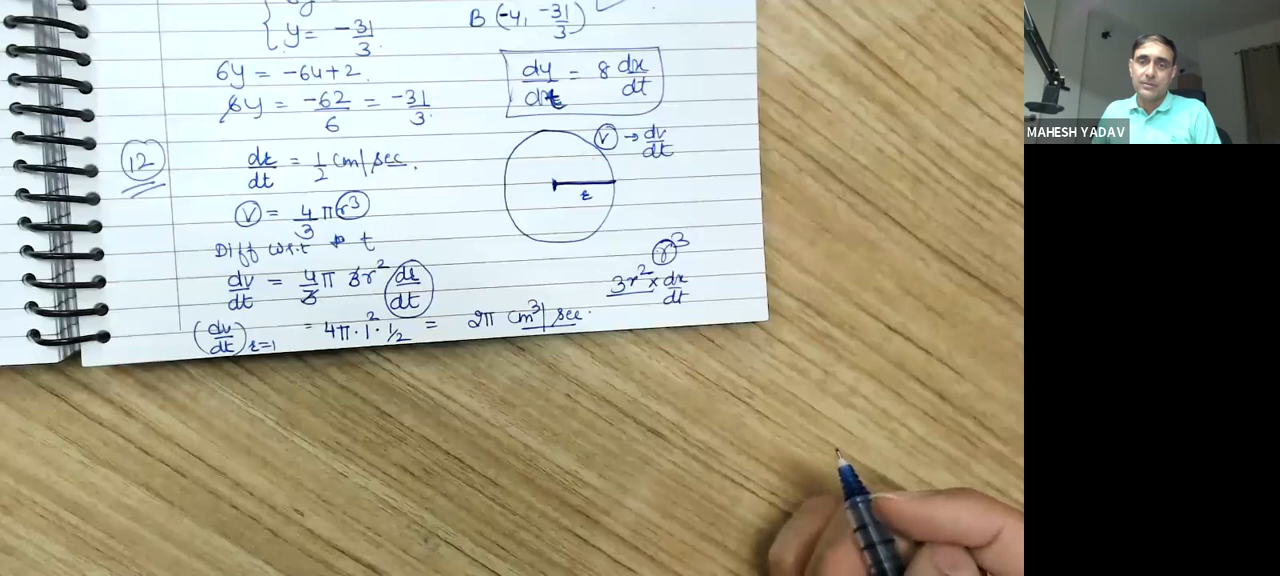 y = -31/3
B (-4, -31/3)
6y = -64+2
6y = -62/6 = -31/3
dy/dt = 8 dx/dt
12
dr/dt = 1/2 cm/sec.
V → dv/dt
r
V = 4/3 πr³
Diff w.r.t t
dv/dt = 4/3 π 3r² dr/dt
r³
3r² × dr/dt
(dv/dt) r=1 = 4π·1²·1/2 = 2π cm³/sec.
MAHESH YADAV